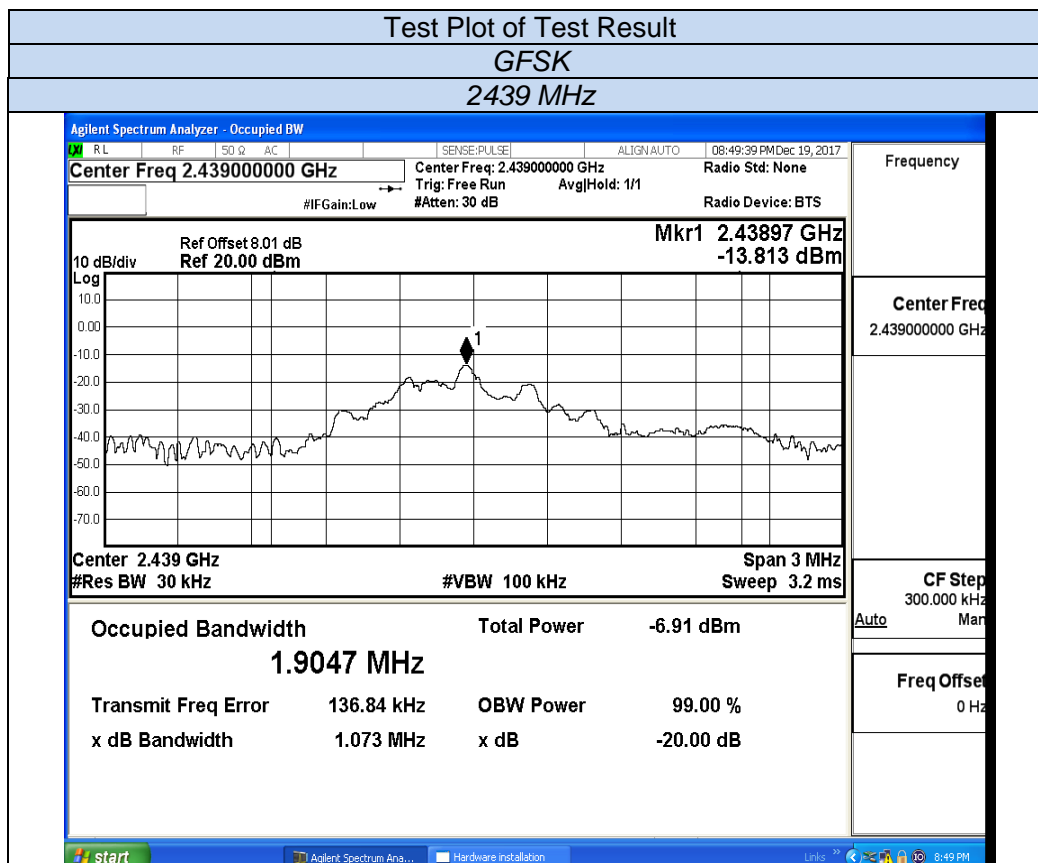 Test Plot of Test Result
GFSK
2439 MHz
Agilent Spectrum Analyzer - Occupied BW
LXI RL RF 50 Ω AC SENSE:PULSE ALIGN AUTO 08:49:39 PM Dec 19, 2017
Center Freq 2.439000000 GHz
Center Freq: 2.439000000 GHz
Radio Std: None
Trig: Free Run Avg|Hold: 1/1
#IFGain:Low #Atten: 30 dB Radio Device: BTS
Frequency
Mkr1 2.43897 GHz
-13.813 dBm
Ref Offset 8.01 dB
10 dB/div Ref 20.00 dBm
Log
10.0
0.00
-10.0
-20.0
-30.0
-40.0
-50.0
-60.0
-70.0
1
Center 2.439 GHz Span 3 MHz
#Res BW 30 kHz #VBW 100 kHz Sweep 3.2 ms
Center Freq
2.439000000 GHz
CF Step
300.000 kHz
Auto Man
Freq Offset
0 Hz
Occupied Bandwidth Total Power -6.91 dBm
1.9047 MHz
Transmit Freq Error 136.84 kHz OBW Power 99.00 %
x dB Bandwidth 1.073 MHz x dB -20.00 dB
start Agilent Spectrum Ana... Hardware installation Links » 8:49 PM